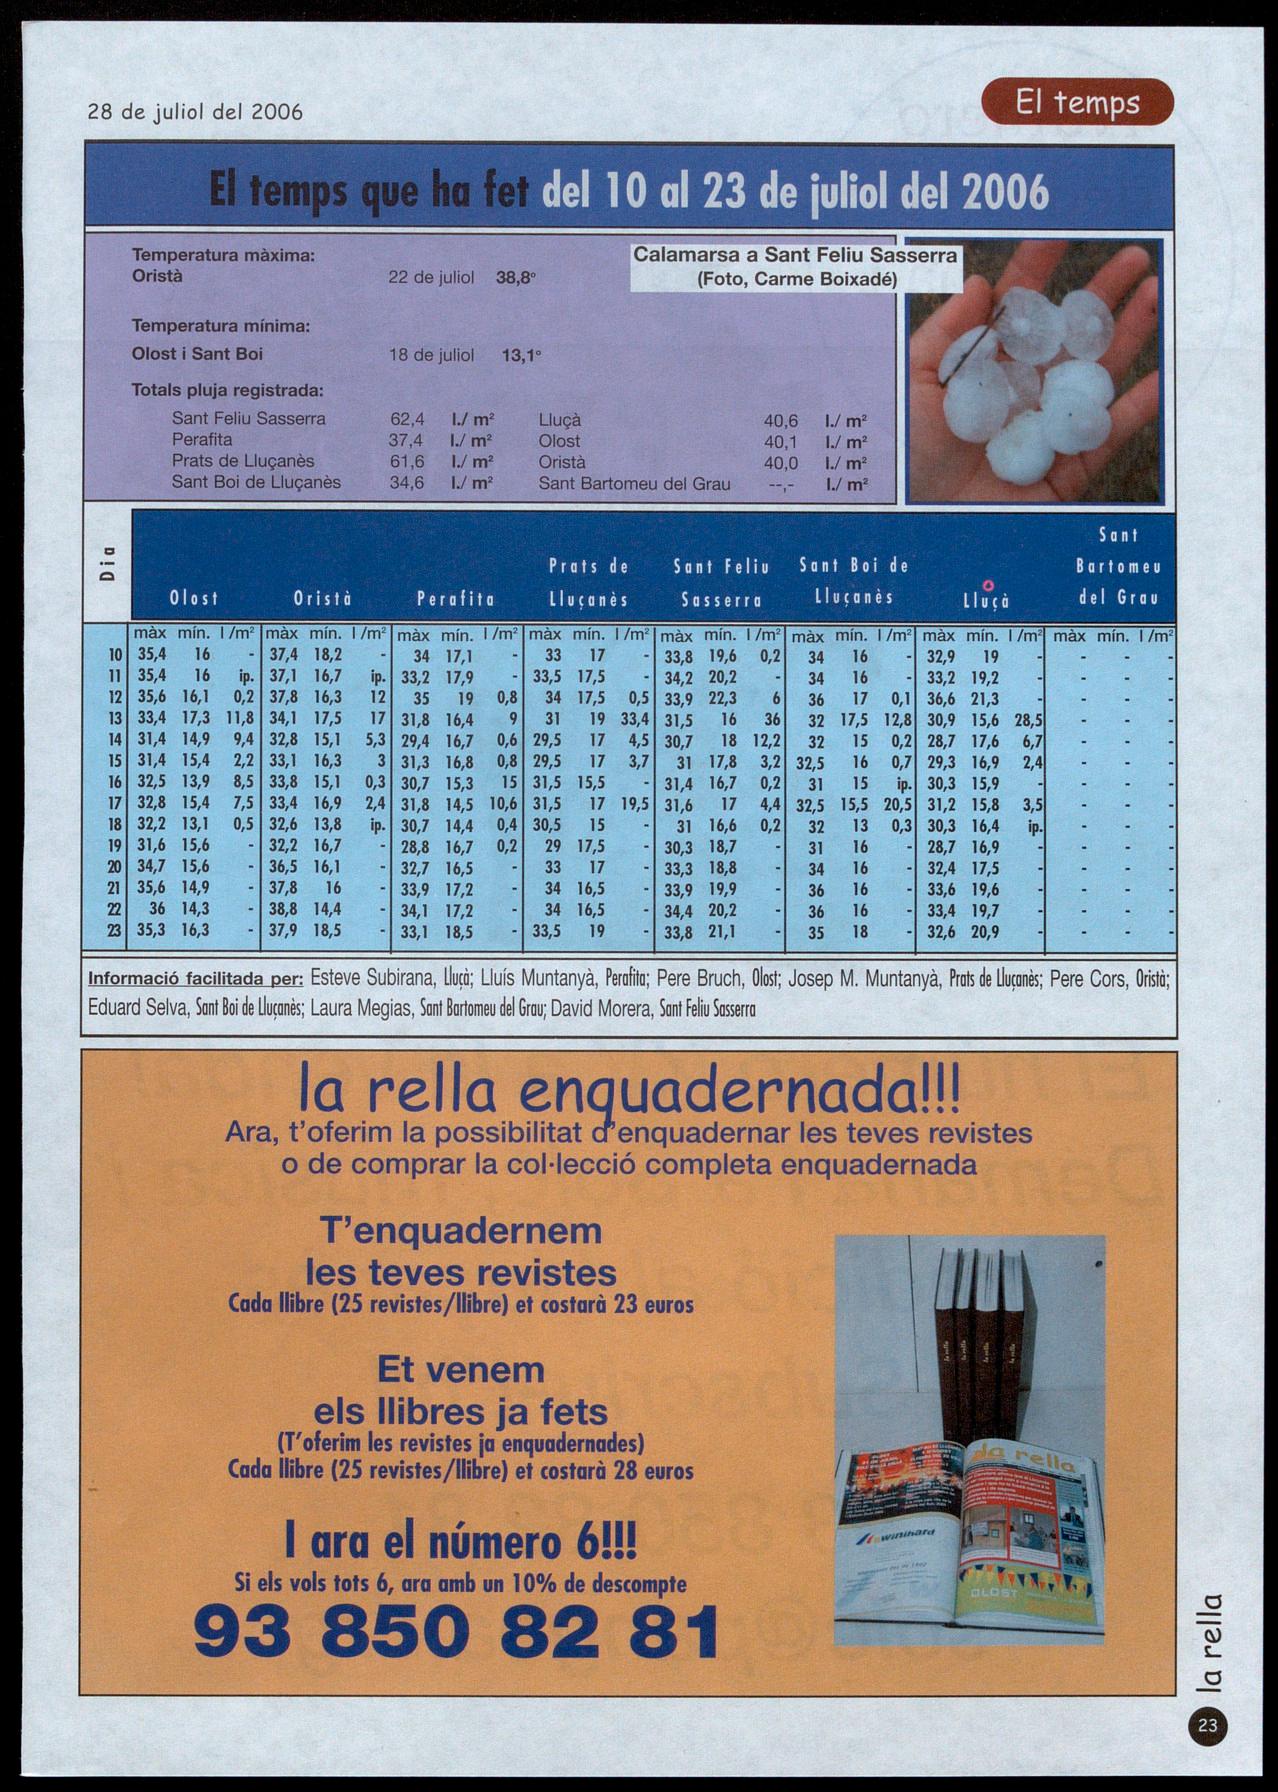 28 de juliol del 2006
El temps
El temps que ha fet del 10 al 23 de juliol del 2006
Temperatura màxima:
Oristà 22 de juliol 38,8°
Temperatura mínima:
Olost i Sant Boi 18 de juliol 13,1°
Totals pluja registrada:
Sant Feliu Sasserra 62,4 l./ m² Lluçà 40,6 l./ m²
Perafita 37,4 l./ m² Olost 40,1 l./ m²
Prats de Lluçanès 61,6 l./ m² Oristà 40,0 l./ m²
Sant Boi de Lluçanès 34,6 l./ m² Sant Bartomeu del Grau --,- l./ m²
Calamarsa a Sant Feliu Sasserra
(Foto, Carme Boixadé)
Dia Olost Oristà Perafita Prats de Lluçanès Sant Feliu Sasserra Sant Boi de Lluçanès Lluçà Sant Bartomeu del Grau
màx mín. l/m² màx mín. l/m² màx mín. l/m² màx mín. l/m² màx mín. l/m² màx mín. l/m² màx mín. l/m² màx mín. l/m²
10 35,4 16 - 37,4 18,2 - 34 17,1 - 33 17 - 33,8 19,6 0,2 34 16 - 32,9 19 - - - -
11 35,4 16 ip. 37,1 16,7 ip. 33,2 17,9 - 33,5 17,5 - 34,2 20,2 - 34 16 - 33,2 19,2 - - - -
12 35,6 16,1 0,2 37,8 16,3 12 35 19 0,8 34 17,5 0,5 33,9 22,3 6 36 17 0,1 36,6 21,3 - - - -
13 33,4 17,3 11,8 34,1 17,5 17 31,8 16,4 9 31 19 33,4 31,5 16 36 32 17,5 12,8 30,9 15,6 28,5 - - -
14 31,4 14,9 9,4 32,8 15,1 5,3 29,4 16,7 0,6 29,5 17 4,5 30,7 18 12,2 32 15 0,2 28,7 17,6 6,7 - - -
15 31,4 15,4 2,2 33,1 16,3 3 31,3 16,8 0,8 29,5 17 3,7 31 17,8 3,2 32,5 16 0,7 29,3 16,9 2,4 - - -
16 32,5 13,9 8,5 33,8 15,1 0,3 30,7 15,3 15 31,5 15,5 - 31,4 16,7 0,2 31 15 ip. 30,3 15,9 - - - -
17 32,8 15,4 7,5 33,4 16,9 2,4 31,8 14,5 10,6 31,5 17 19,5 31,6 17 4,4 32,5 15,5 20,5 31,2 15,8 3,5 - - -
18 32,2 13,1 0,5 32,6 13,8 ip. 30,7 14,4 0,4 30,5 15 - 31 16,6 0,2 32 13 0,3 30,3 16,4 ip. - - -
19 31,6 15,6 - 32,2 16,7 - 28,8 16,7 0,2 29 17,5 - 30,3 18,7 - 31 16 - 28,7 16,9 - - - -
20 34,7 15,6 - 36,5 16,1 - 32,7 16,5 - 33 17 - 33,3 18,8 - 34 16 - 32,4 17,5 - - - -
21 35,6 14,9 - 37,8 16 - 33,9 17,2 - 34 16,5 - 33,9 19,9 - 36 16 - 33,6 19,6 - - - -
22 36 14,3 - 38,8 14,4 - 34,1 17,2 - 34 16,5 - 34,4 20,2 - 36 16 - 33,4 19,7 - - - -
23 35,3 16,3 - 37,9 18,5 - 33,1 18,5 - 33,5 19 - 33,8 21,1 - 35 18 - 32,6 20,9 - - - -
Informació facilitada per: Esteve Subirana, Lluçà; Lluís Muntanyà, Perafita; Pere Bruch, Olost; Josep M. Muntanyà, Prats de Lluçanès; Pere Cors, Oristà;
Eduard Selva, Sant Boi de Lluçanès; Laura Megias, Sant Bartomeu del Grau; David Morera, Sant Feliu Sasserra
la rella enquadernada!!!
Ara, t'oferim la possibilitat d'enquadernar les teves revistes
o de comprar la col·lecció completa enquadernada
T'enquadernem
les teves revistes
Cada llibre (25 revistes/llibre) et costarà 23 euros
Et venem
els llibres ja fets
(T'oferim les revistes ja enquadernades)
Cada llibre (25 revistes/llibre) et costarà 28 euros
I ara el número 6!!!
Si els vols tots 6, ara amb un 10% de descompte
93 850 82 81
la rella
winihard
OLOST
la rella
23